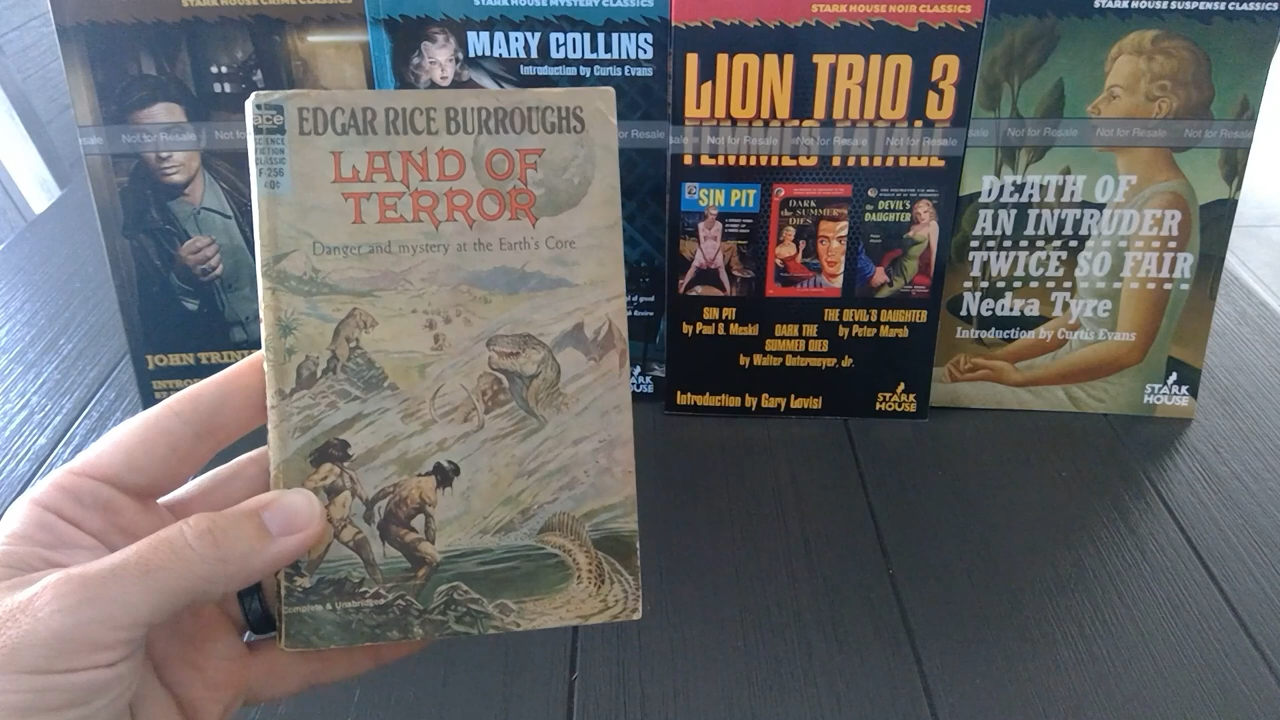 STARK HOUSE CRIME CLASSICS
STARK HOUSE MYSTERY CLASSICS
STARK HOUSE NOIR CLASSICS
STARK HOUSE SUSPENSE CLASSICS
MARY COLLINS
Introduction by Curtis Evans
LION TRIO 3
FEMMES FATALE
Not for Resale
Not for Resale
Not for Resale
Not for Resale
Not for Resale
Not for Resale
Not for Resale
ace
SCIENCE
FICTION
CLASSIC
F-256
40¢
EDGAR RICE BURROUGHS
LAND OF
TERROR
Danger and mystery at the Earth's Core
Complete & Unabridged
JOHN
SIN PIT
DARK
the SUMMER
DIES
the DEVIL'S
DAUGHTER
SIN PIT
by Paul S. Meskil
DARK THE
SUMMER DIES
by Walter Untermeyer, Jr.
THE DEVIL'S DAUGHTER
by Peter Marsh
Introduction by Gary Lovisi
STARK
HOUSE
DEATH OF
AN INTRUDER
TWICE SO FAIR
Nedra Tyre
Introduction by Curtis Evans
STARK
HOUSE